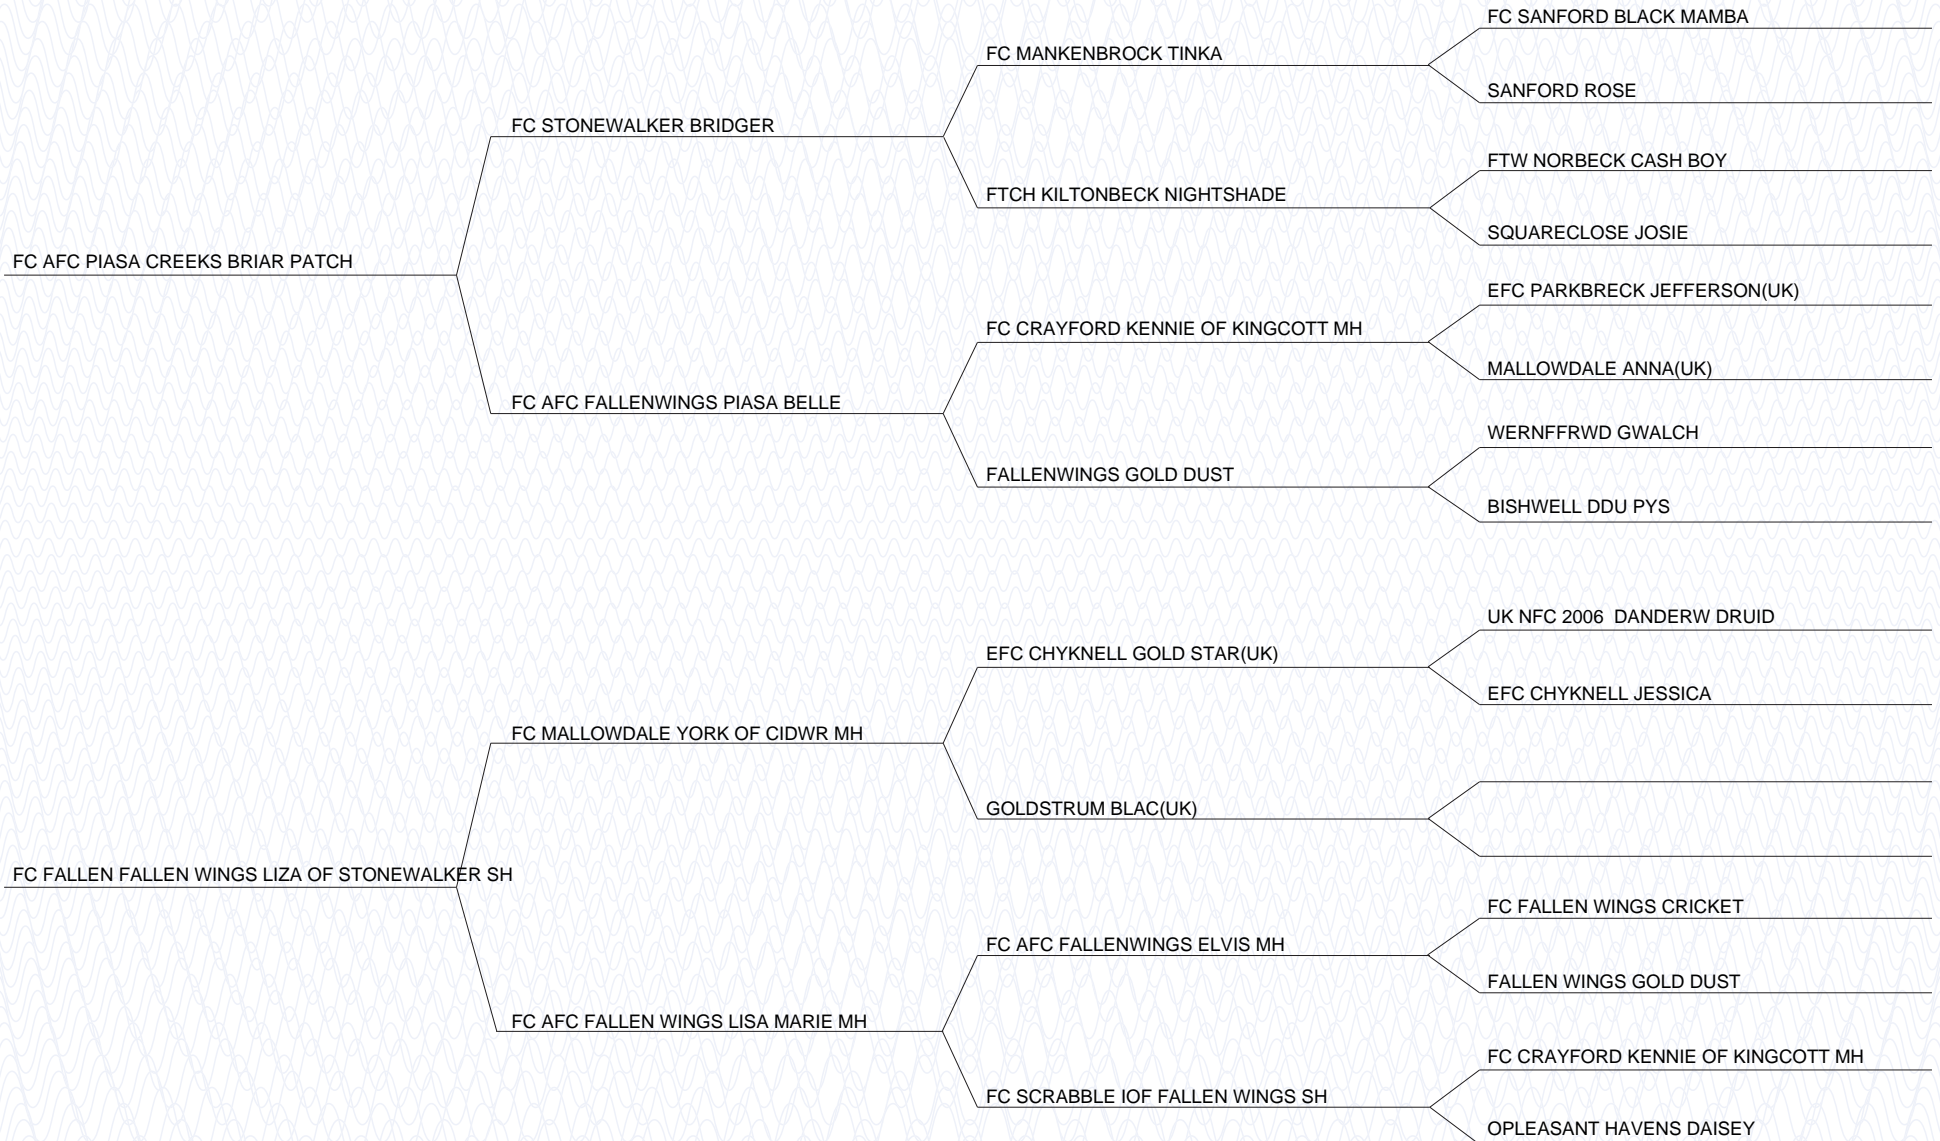 FC SANFORD BLACK MAMBA
FC MANKENBROCK TINKA
SANFORD ROSE
FC STONEWALKER BRIDGER
FTW NORBECK CASH BOY
FTCH KILTONBECK NIGHTSHADE
SQUARECLOSE JOSIE
FC AFC PIASA CREEKS BRIAR PATCH
EFC PARKBRECK JEFFERSON(UK)
FC CRAYFORD KENNIE OF KINGCOTT MH
MALLOWDALE ANNA(UK)
FC AFC FALLENWINGS PIASA BELLE
WERNFFRWD GWALCH
FALLENWINGS GOLD DUST
BISHWELL DDU PYS
UK NFC 2006  DANDERW DRUID
EFC CHYKNELL GOLD STAR(UK)
EFC CHYKNELL JESSICA
FC MALLOWDALE YORK OF CIDWR MH
GOLDSTRUM BLAC(UK)
FC FALLEN FALLEN WINGS LIZA OF STONEWALKER SH
FC FALLEN WINGS CRICKET
FC AFC FALLENWINGS ELVIS MH
FALLEN WINGS GOLD DUST
FC AFC FALLEN WINGS LISA MARIE MH
FC CRAYFORD KENNIE OF KINGCOTT MH
FC SCRABBLE IOF FALLEN WINGS SH
OPLEASANT HAVENS DAISEY